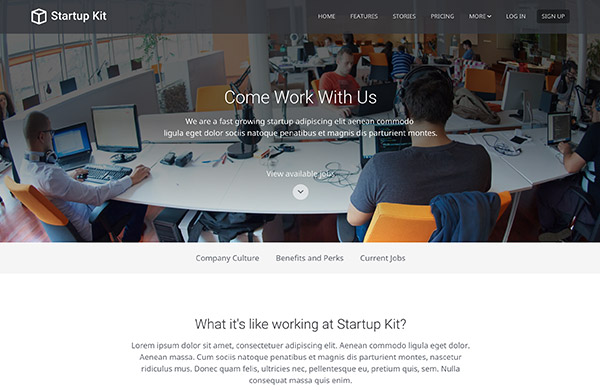 Startup Kit
HOME FEATURES STORIES PRICING MORE LOG IN SIGN UP
Come Work With Us
We are a fast growing startup adipiscing elit aenean commodo
ligula eget dolor sociis natoque penatibus et magnis dis parturient montes.
View available jobs
Company Culture Benefits and Perks Current Jobs
What it's like working at Startup Kit?
Lorem ipsum dolor sit amet, consectetuer adipiscing elit. Aenean commodo ligula eget dolor.
Aenean massa. Cum sociis natoque penatibus et magnis dis parturient montes, nascetur
ridiculus mus. Donec quam felis, ultricies nec, pellentesque eu, pretium quis, sem. Nulla
consequat massa quis enim.